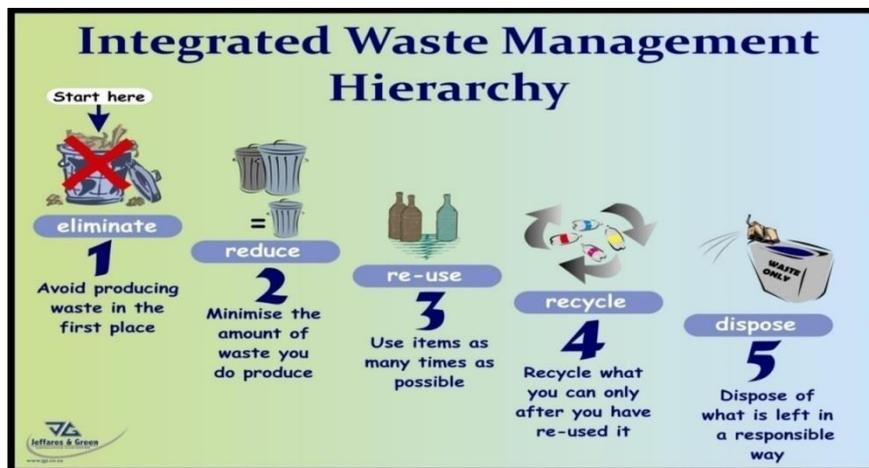 Integrated Waste Management
Hierarchy
Start here
eliminate
1
Avoid producing
waste in the
first place
=
reduce
2
Minimise the
amount of
waste you
do produce
re-use
3
Use items as
many times as
possible
recycle
4
Recycle what
you can only
after you have
re-used it
WASTE
ONLY
dispose
5
Dispose of
what is left in
a responsible
way
JG
Jeffares & Green